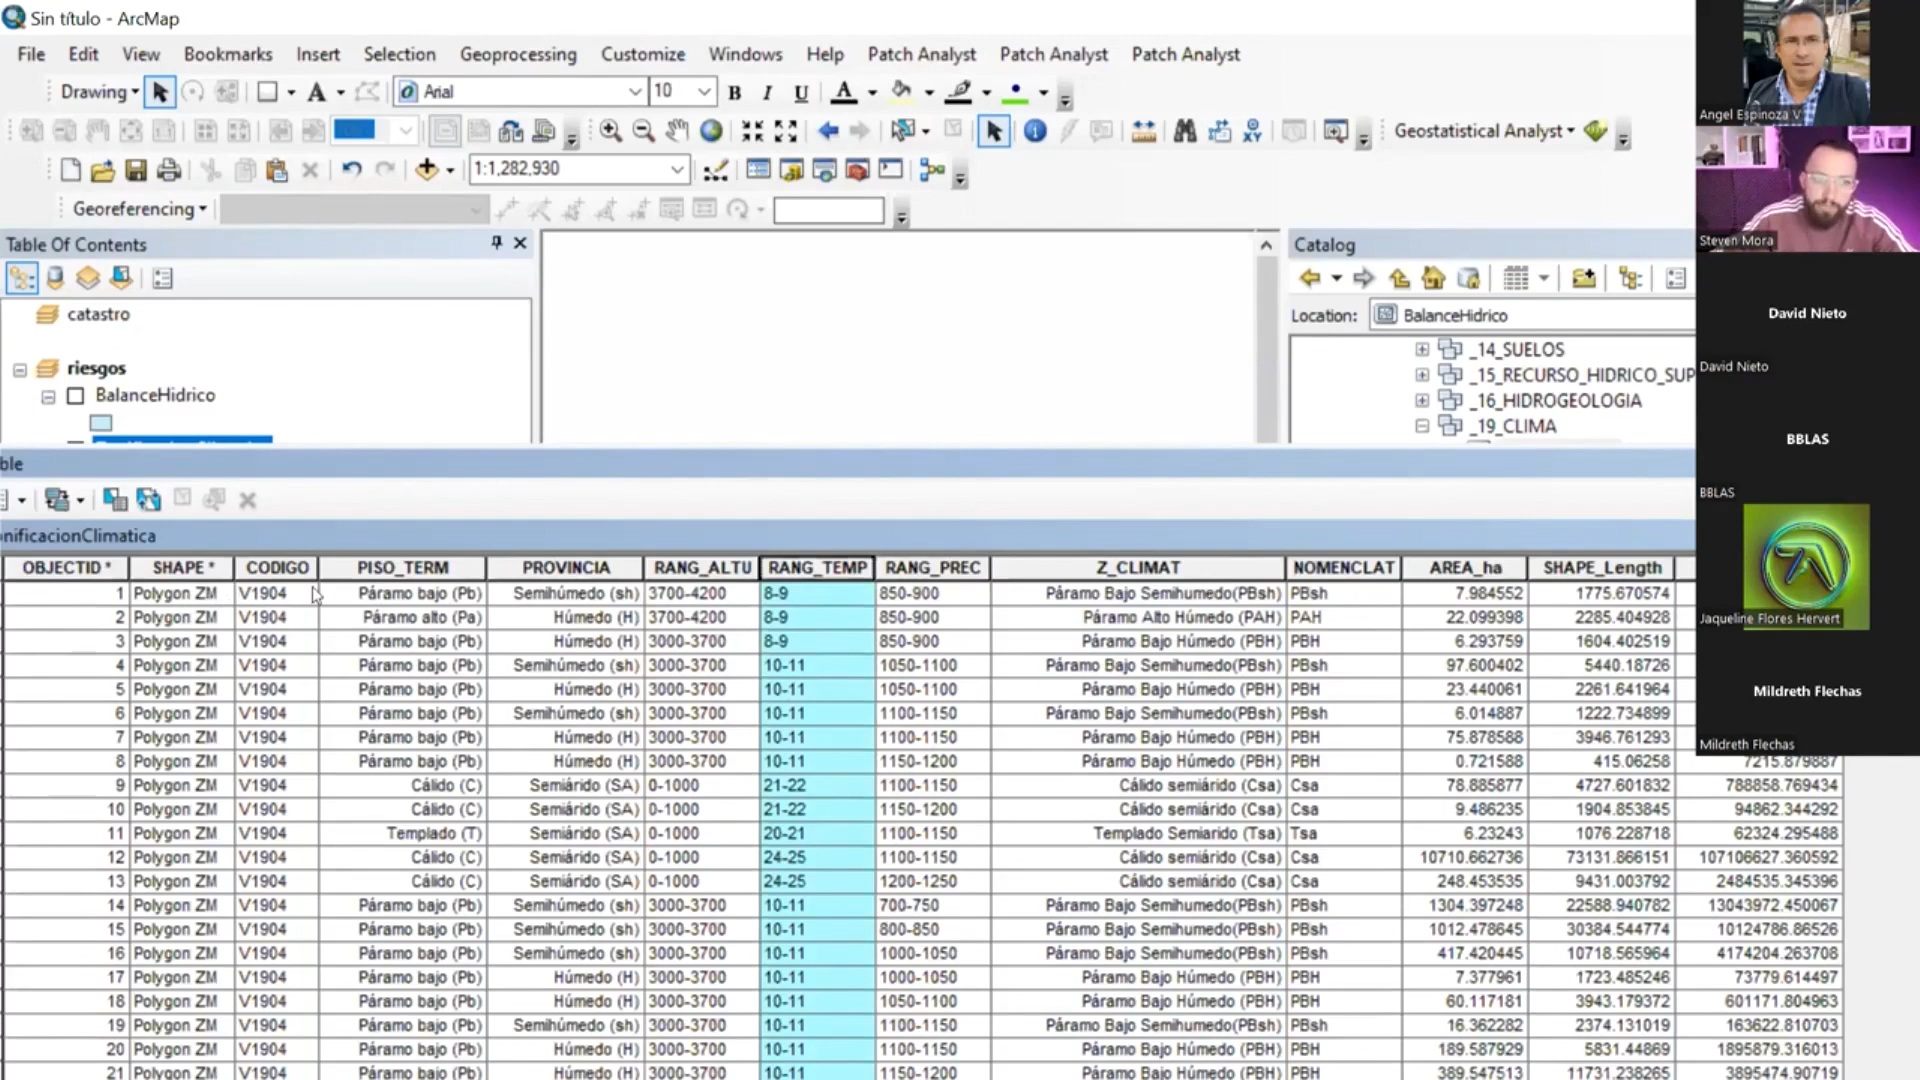 Sin título - ArcMap
File Edit View Bookmarks Insert Selection Geoprocessing Customize Windows Help Patch Analyst Patch Analyst Patch Analyst
Drawing Arial 10 B I U A
Geostatistical Analyst
1:1,282,930
Georeferencing
Table Of Contents
catastro
riesgos
BalanceHidrico
Catalog
Location: BalanceHidrico
_14_SUELOS
_15_RECURSO_HIDRICO_SUP
_16_HIDROGEOLOGIA
_19_CLIMA
ble
onificacionClimatica
OBJECTID * SHAPE * CODIGO PISO_TERM PROVINCIA RANG_ALTU RANG_TEMP RANG_PREC Z_CLIMAT NOMENCLAT AREA_ha SHAPE_Length
1 Polygon ZM V1904 Páramo bajo (Pb) Semihúmedo (sh) 3700-4200 8-9 850-900 Páramo Bajo Semihumedo(PBsh) PBsh 7.984552 1775.670574
2 Polygon ZM V1904 Páramo alto (Pa) Húmedo (H) 3700-4200 8-9 850-900 Páramo Alto Húmedo (PAH) PAH 22.099398 2285.404928
3 Polygon ZM V1904 Páramo bajo (Pb) Húmedo (H) 3700-4200 8-9 850-900 Páramo Bajo Húmedo (PBH) PBH 6.293759 1604.402519
4 Polygon ZM V1904 Páramo bajo (Pb) Semihúmedo (sh) 3000-3700 10-11 1050-1100 Páramo Bajo Semihumedo(PBsh) PBsh 97.600402 5440.18726
5 Polygon ZM V1904 Páramo bajo (Pb) Húmedo (H) 3000-3700 10-11 1050-1100 Páramo Bajo Húmedo (PBH) PBH 23.440061 2261.641964
6 Polygon ZM V1904 Páramo bajo (Pb) Semihúmedo (sh) 3000-3700 10-11 1100-1150 Páramo Bajo Semihumedo(PBsh) PBsh 6.014887 1222.734899
7 Polygon ZM V1904 Páramo bajo (Pb) Húmedo (H) 3000-3700 10-11 1100-1150 Páramo Bajo Húmedo (PBH) PBH 75.878588 3946.761293
8 Polygon ZM V1904 Páramo bajo (Pb) Húmedo (H) 3000-3700 10-11 1150-1200 Páramo Bajo Húmedo (PBH) PBH 0.721588 415.06258 7215.879887
9 Polygon ZM V1904 Cálido (C) Semiárido (SA) 0-1000 21-22 1100-1150 Cálido semiárido (Csa) Csa 78.885877 4727.601832 788858.769434
10 Polygon ZM V1904 Cálido (C) Semiárido (SA) 0-1000 21-22 1150-1200 Cálido semiárido (Csa) Csa 9.486235 1904.853845 94862.344292
11 Polygon ZM V1904 Templado (T) Semiárido (SA) 0-1000 20-21 1100-1150 Templado Semiarido (Tsa) Tsa 6.23243 1076.228718 62324.295488
12 Polygon ZM V1904 Cálido (C) Semiárido (SA) 0-1000 24-25 1100-1150 Cálido semiárido (Csa) Csa 10710.662736 73131.866151 107106627.360592
13 Polygon ZM V1904 Cálido (C) Semiárido (SA) 0-1000 24-25 1200-1250 Cálido semiárido (Csa) Csa 248.453535 9431.003792 2484535.345396
14 Polygon ZM V1904 Páramo bajo (Pb) Semihúmedo (sh) 3000-3700 10-11 700-750 Páramo Bajo Semihumedo(PBsh) PBsh 1304.397248 22588.940782 13043972.450067
15 Polygon ZM V1904 Páramo bajo (Pb) Semihúmedo (sh) 3000-3700 10-11 800-850 Páramo Bajo Semihumedo(PBsh) PBsh 1012.478645 30384.544774 10124786.86526
16 Polygon ZM V1904 Páramo bajo (Pb) Semihúmedo (sh) 3000-3700 10-11 1000-1050 Páramo Bajo Semihumedo(PBsh) PBsh 417.420445 10718.565964 4174204.263708
17 Polygon ZM V1904 Páramo bajo (Pb) Húmedo (H) 3000-3700 10-11 1000-1050 Páramo Bajo Húmedo (PBH) PBH 7.377961 1723.485246 73779.614497
18 Polygon ZM V1904 Páramo bajo (Pb) Húmedo (H) 3000-3700 10-11 1050-1100 Páramo Bajo Húmedo (PBH) PBH 60.117181 3943.179372 601171.804963
19 Polygon ZM V1904 Páramo bajo (Pb) Semihúmedo (sh) 3000-3700 10-11 1100-1150 Páramo Bajo Semihumedo(PBsh) PBsh 16.362282 2374.131019 163622.810703
20 Polygon ZM V1904 Páramo bajo (Pb) Húmedo (H) 3000-3700 10-11 1100-1150 Páramo Bajo Húmedo (PBH) PBH 189.587929 5831.44869 1895879.316013
21 Polygon ZM V1904 Páramo bajo (Pb) Húmedo (H) 3000-3700 10-11 1150-1200 Páramo Bajo Húmedo (PBH) PBH 389.547513 11731.238265 3895474.90719
Angel Espinoza V
Steven Mora
David Nieto
David Nieto
BBLAS
BBLAS
Jaqueline Flores Hervert
Mildreth Flechas
Mildreth Flechas